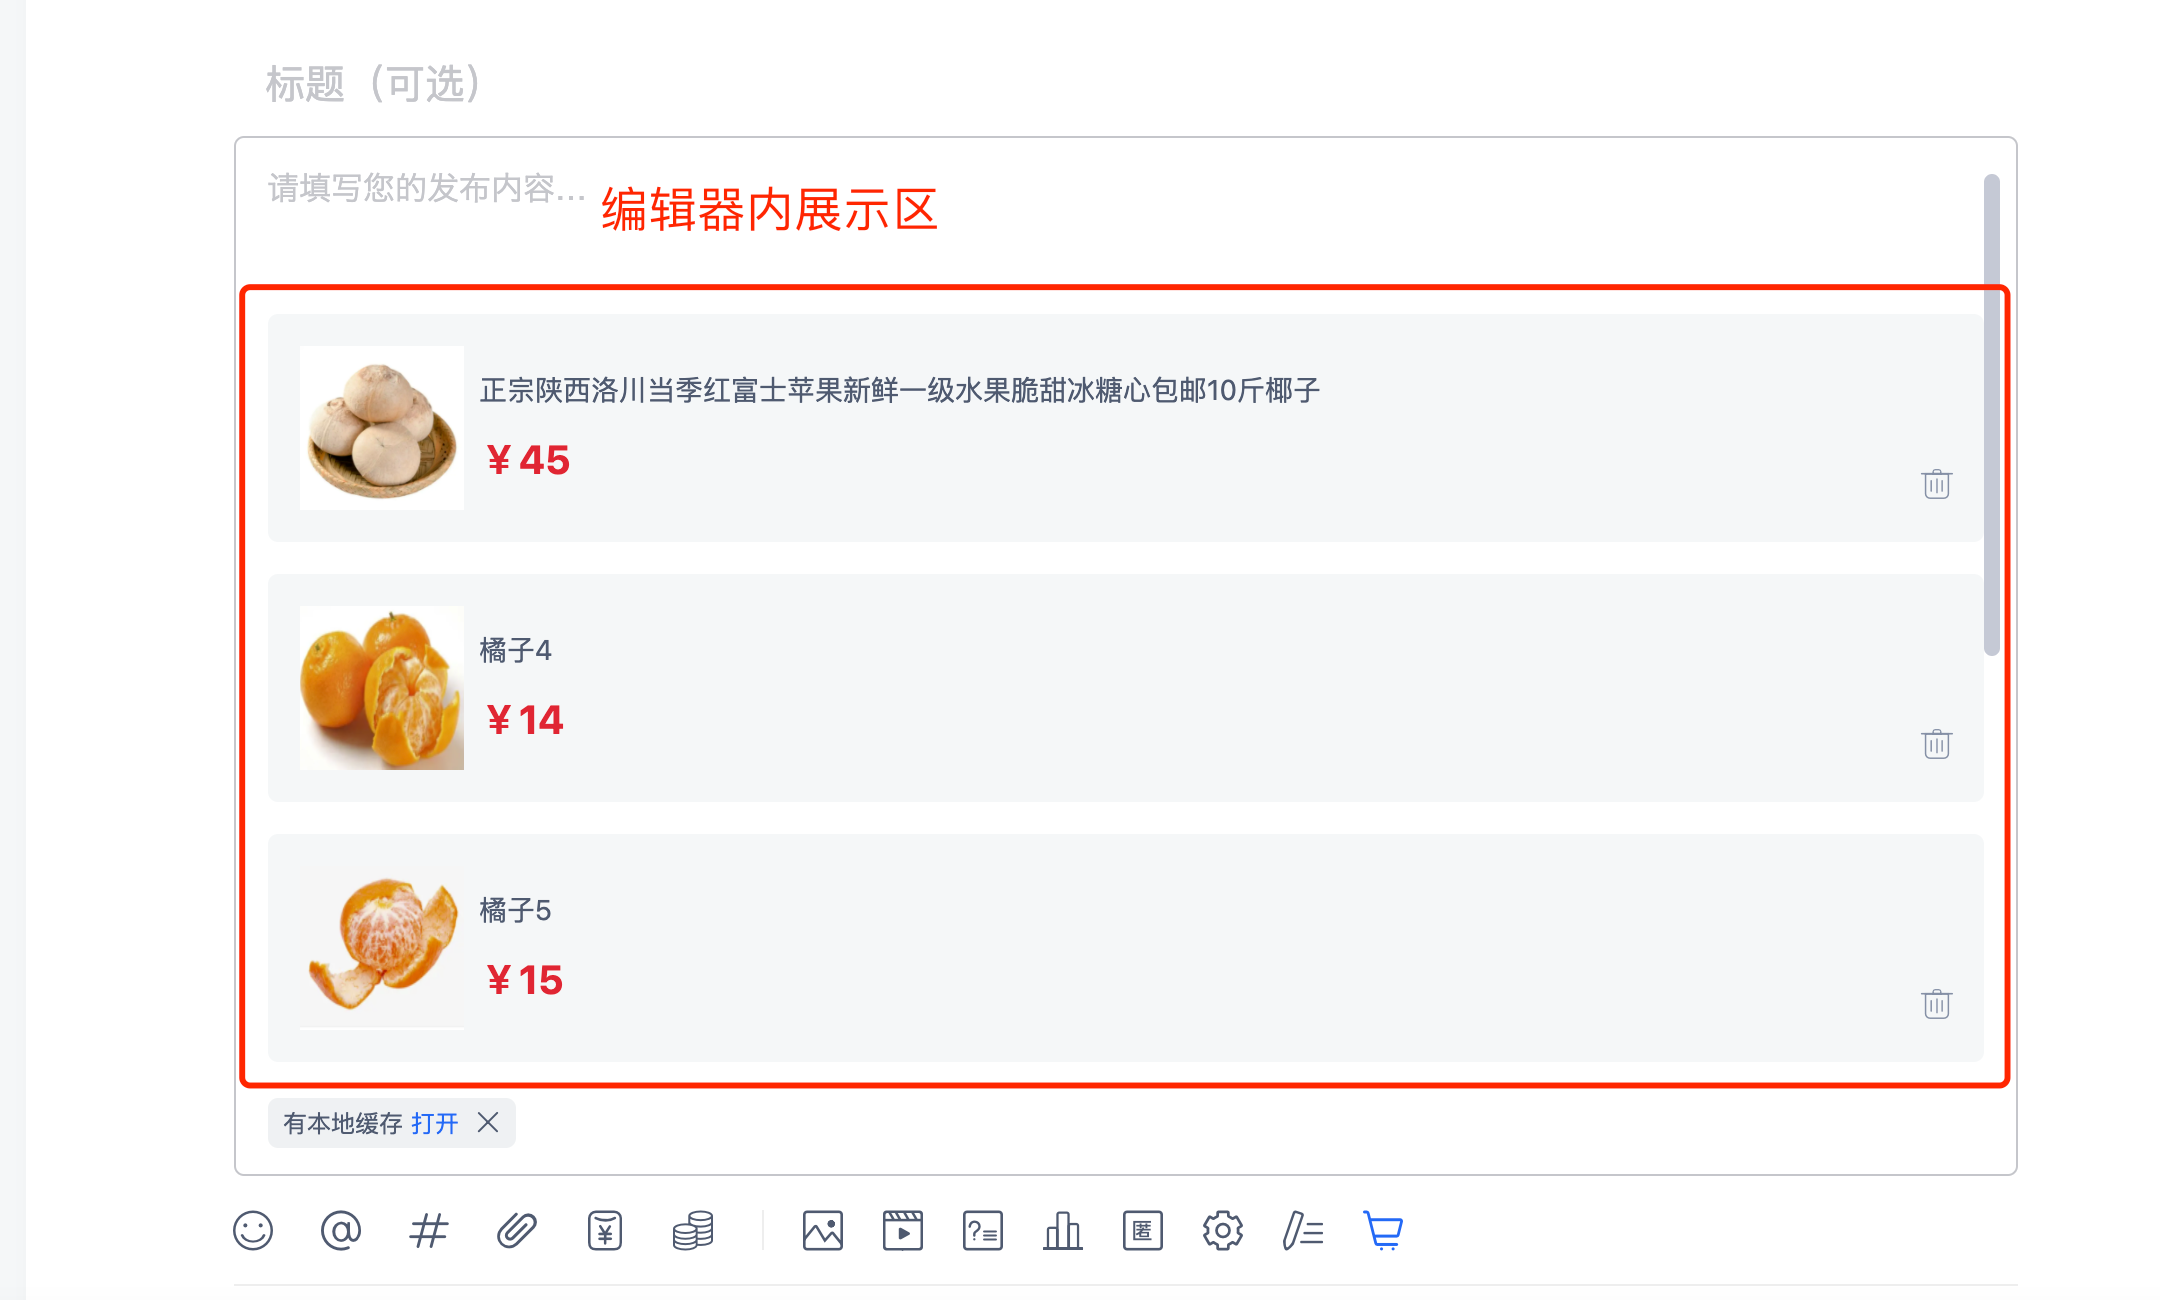 标题（可选）
请填写您的发布内容...
编辑器内展示区
正宗陕西洛川当季红富士苹果新鲜一级水果脆甜冰糖心包邮10斤椰子
¥45
橘子4
¥14
橘子5
¥15
有本地缓存 打开
匿